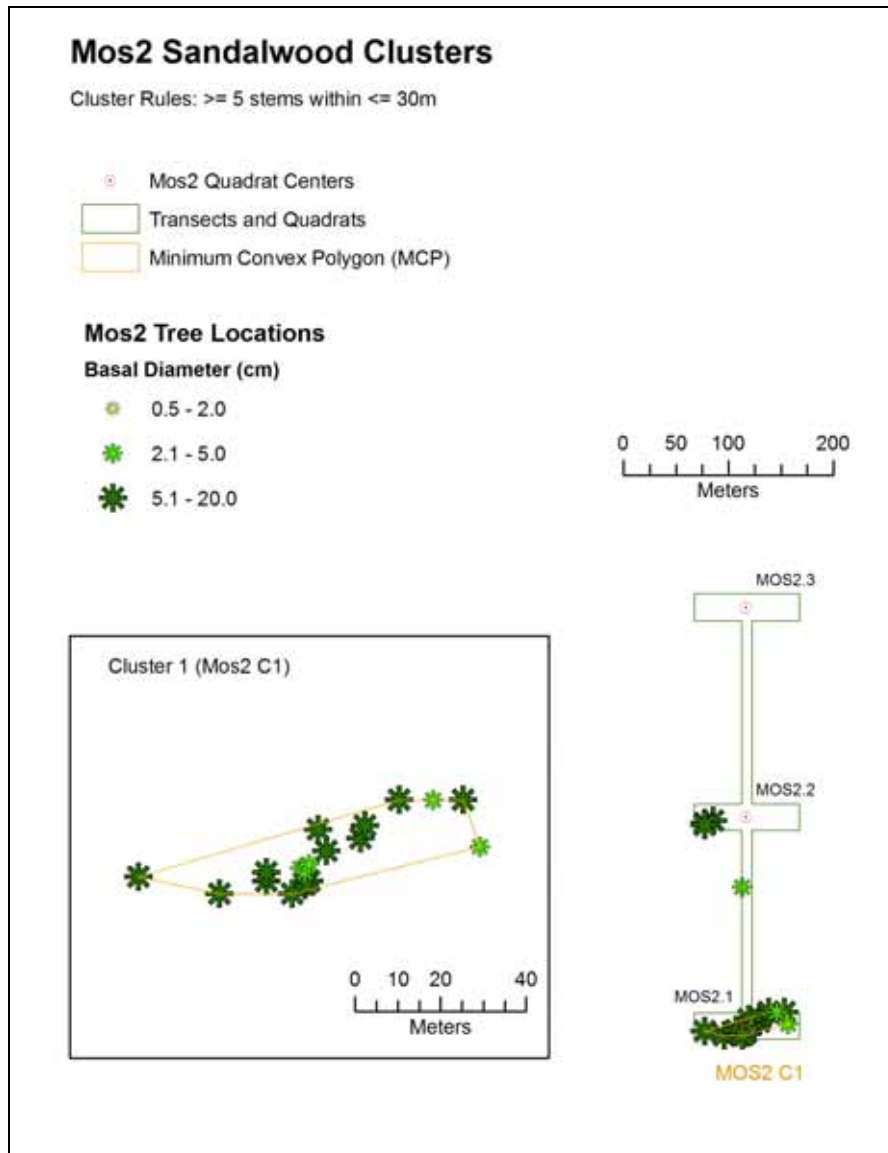 Mos2 Sandalwood Clusters
Cluster Rules: >= 5 stems within <= 30m
Mos2 Quadrat Centers
Transects and Quadrats
Minimum Convex Polygon (MCP)
Mos2 Tree Locations
Basal Diameter (cm)
0.5 - 2.0
2.1 - 5.0
5.1 - 20.0
0 50 100 200
Meters
MOS2.3
Cluster 1 (Mos2 C1)
MOS2.2
0 10 20 40
Meters
MOS2.1
MOS2 C1